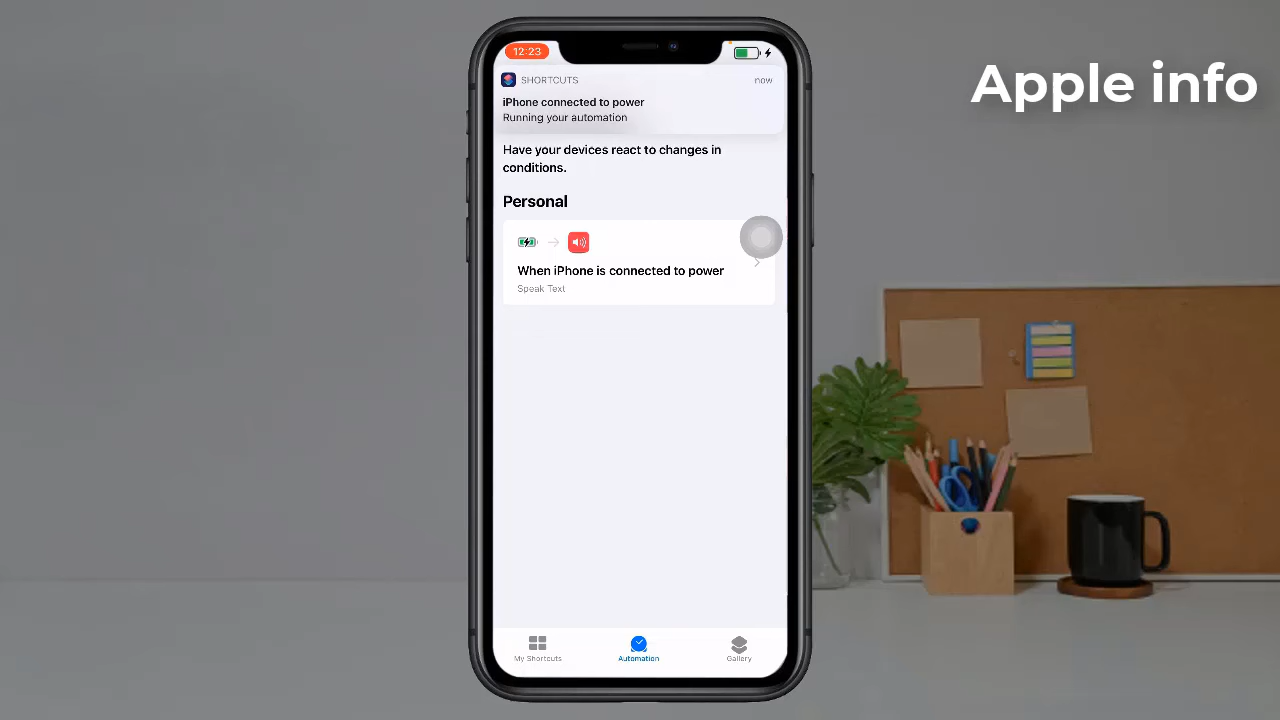 Apple info
12:23
SHORTCUTS
now
iPhone connected to power
Running your automation
Have your devices react to changes in
conditions.
Personal
When iPhone is connected to power
Speak Text
My Shortcuts
Automation
Gallery